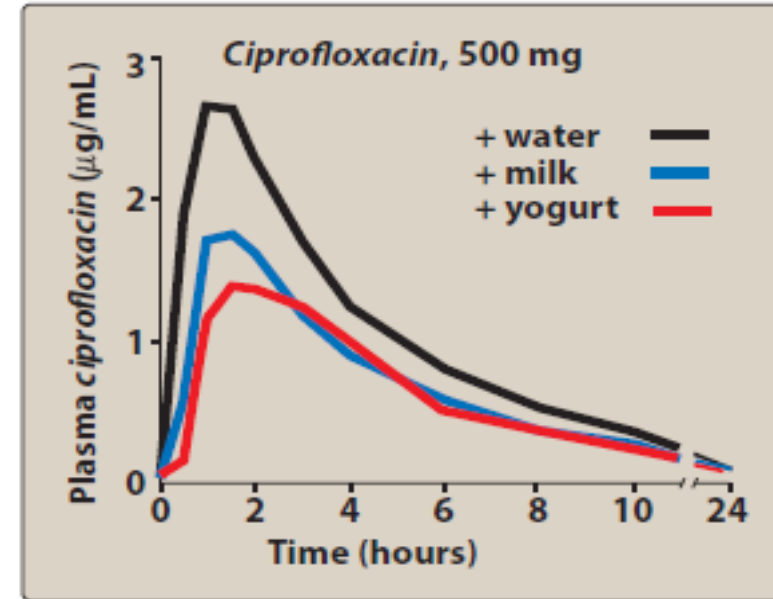 Ciprofloxacin, 500 mg
+ water
+ milk
+ yogurt
Plasma ciprofloxacin (μg/mL)
3
2
1
0
0 2 4 6 8 10 24
Time (hours)